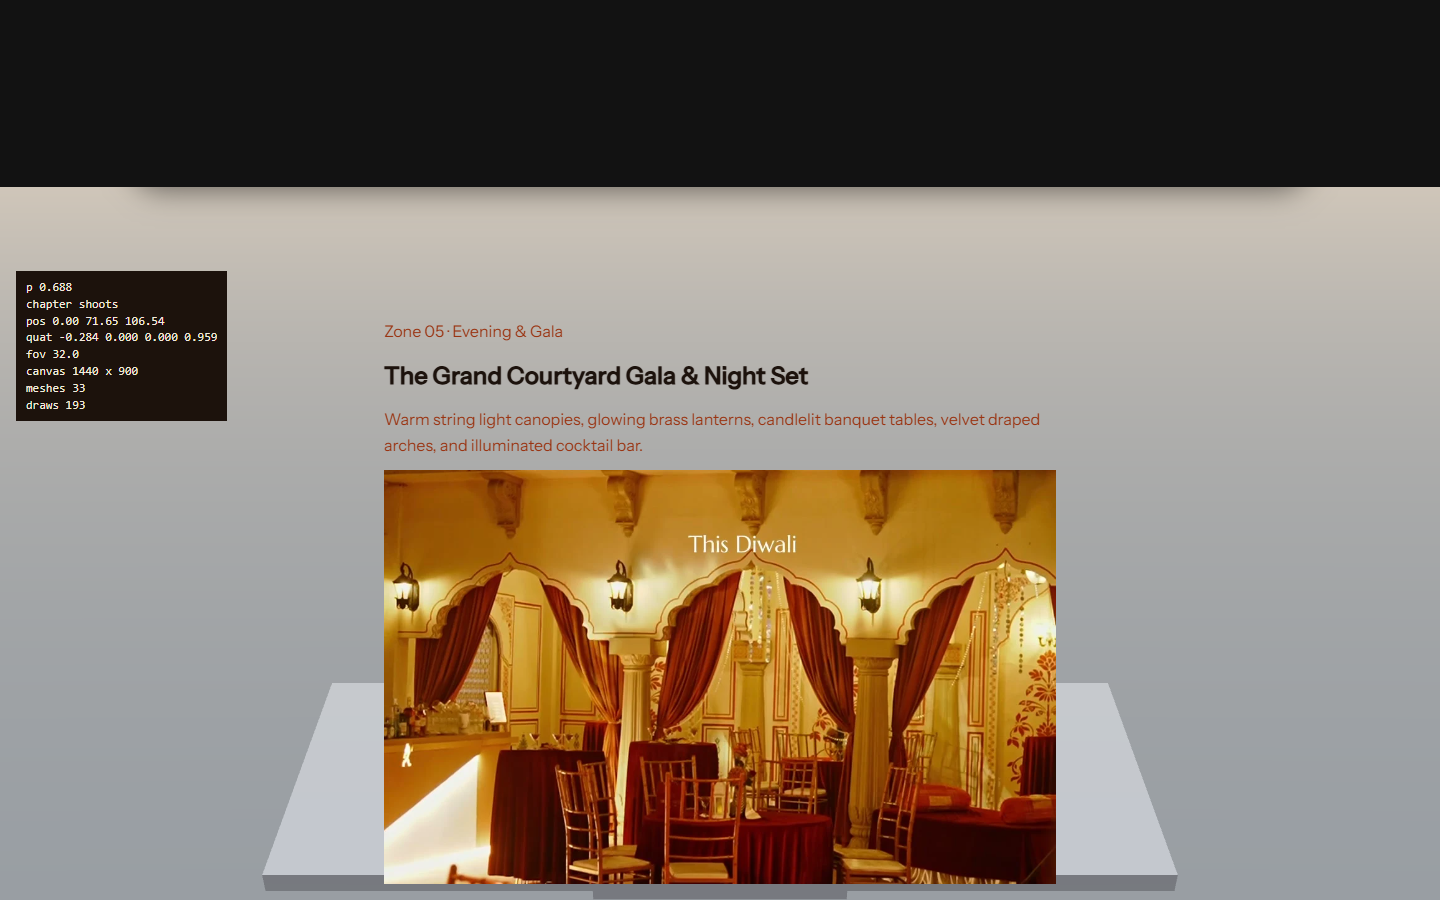 p 0.688
chapter shoots
pos 0.00 71.65 106.54
quat -0.284 0.000 0.000 0.959
fov 32.0
canvas 1440 x 900
meshes 33
draws 193
Zone 05 · Evening & Gala
The Grand Courtyard Gala & Night Set
Warm string light canopies, glowing brass lanterns, candlelit banquet tables, velvet draped
arches, and illuminated cocktail bar.
This Diwali